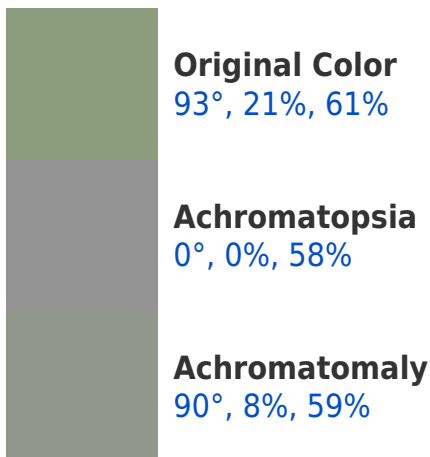 Original Color
93°, 21%, 61%
Achromatopsia
0°, 0%, 58%
Achromatomaly
90°, 8%, 59%